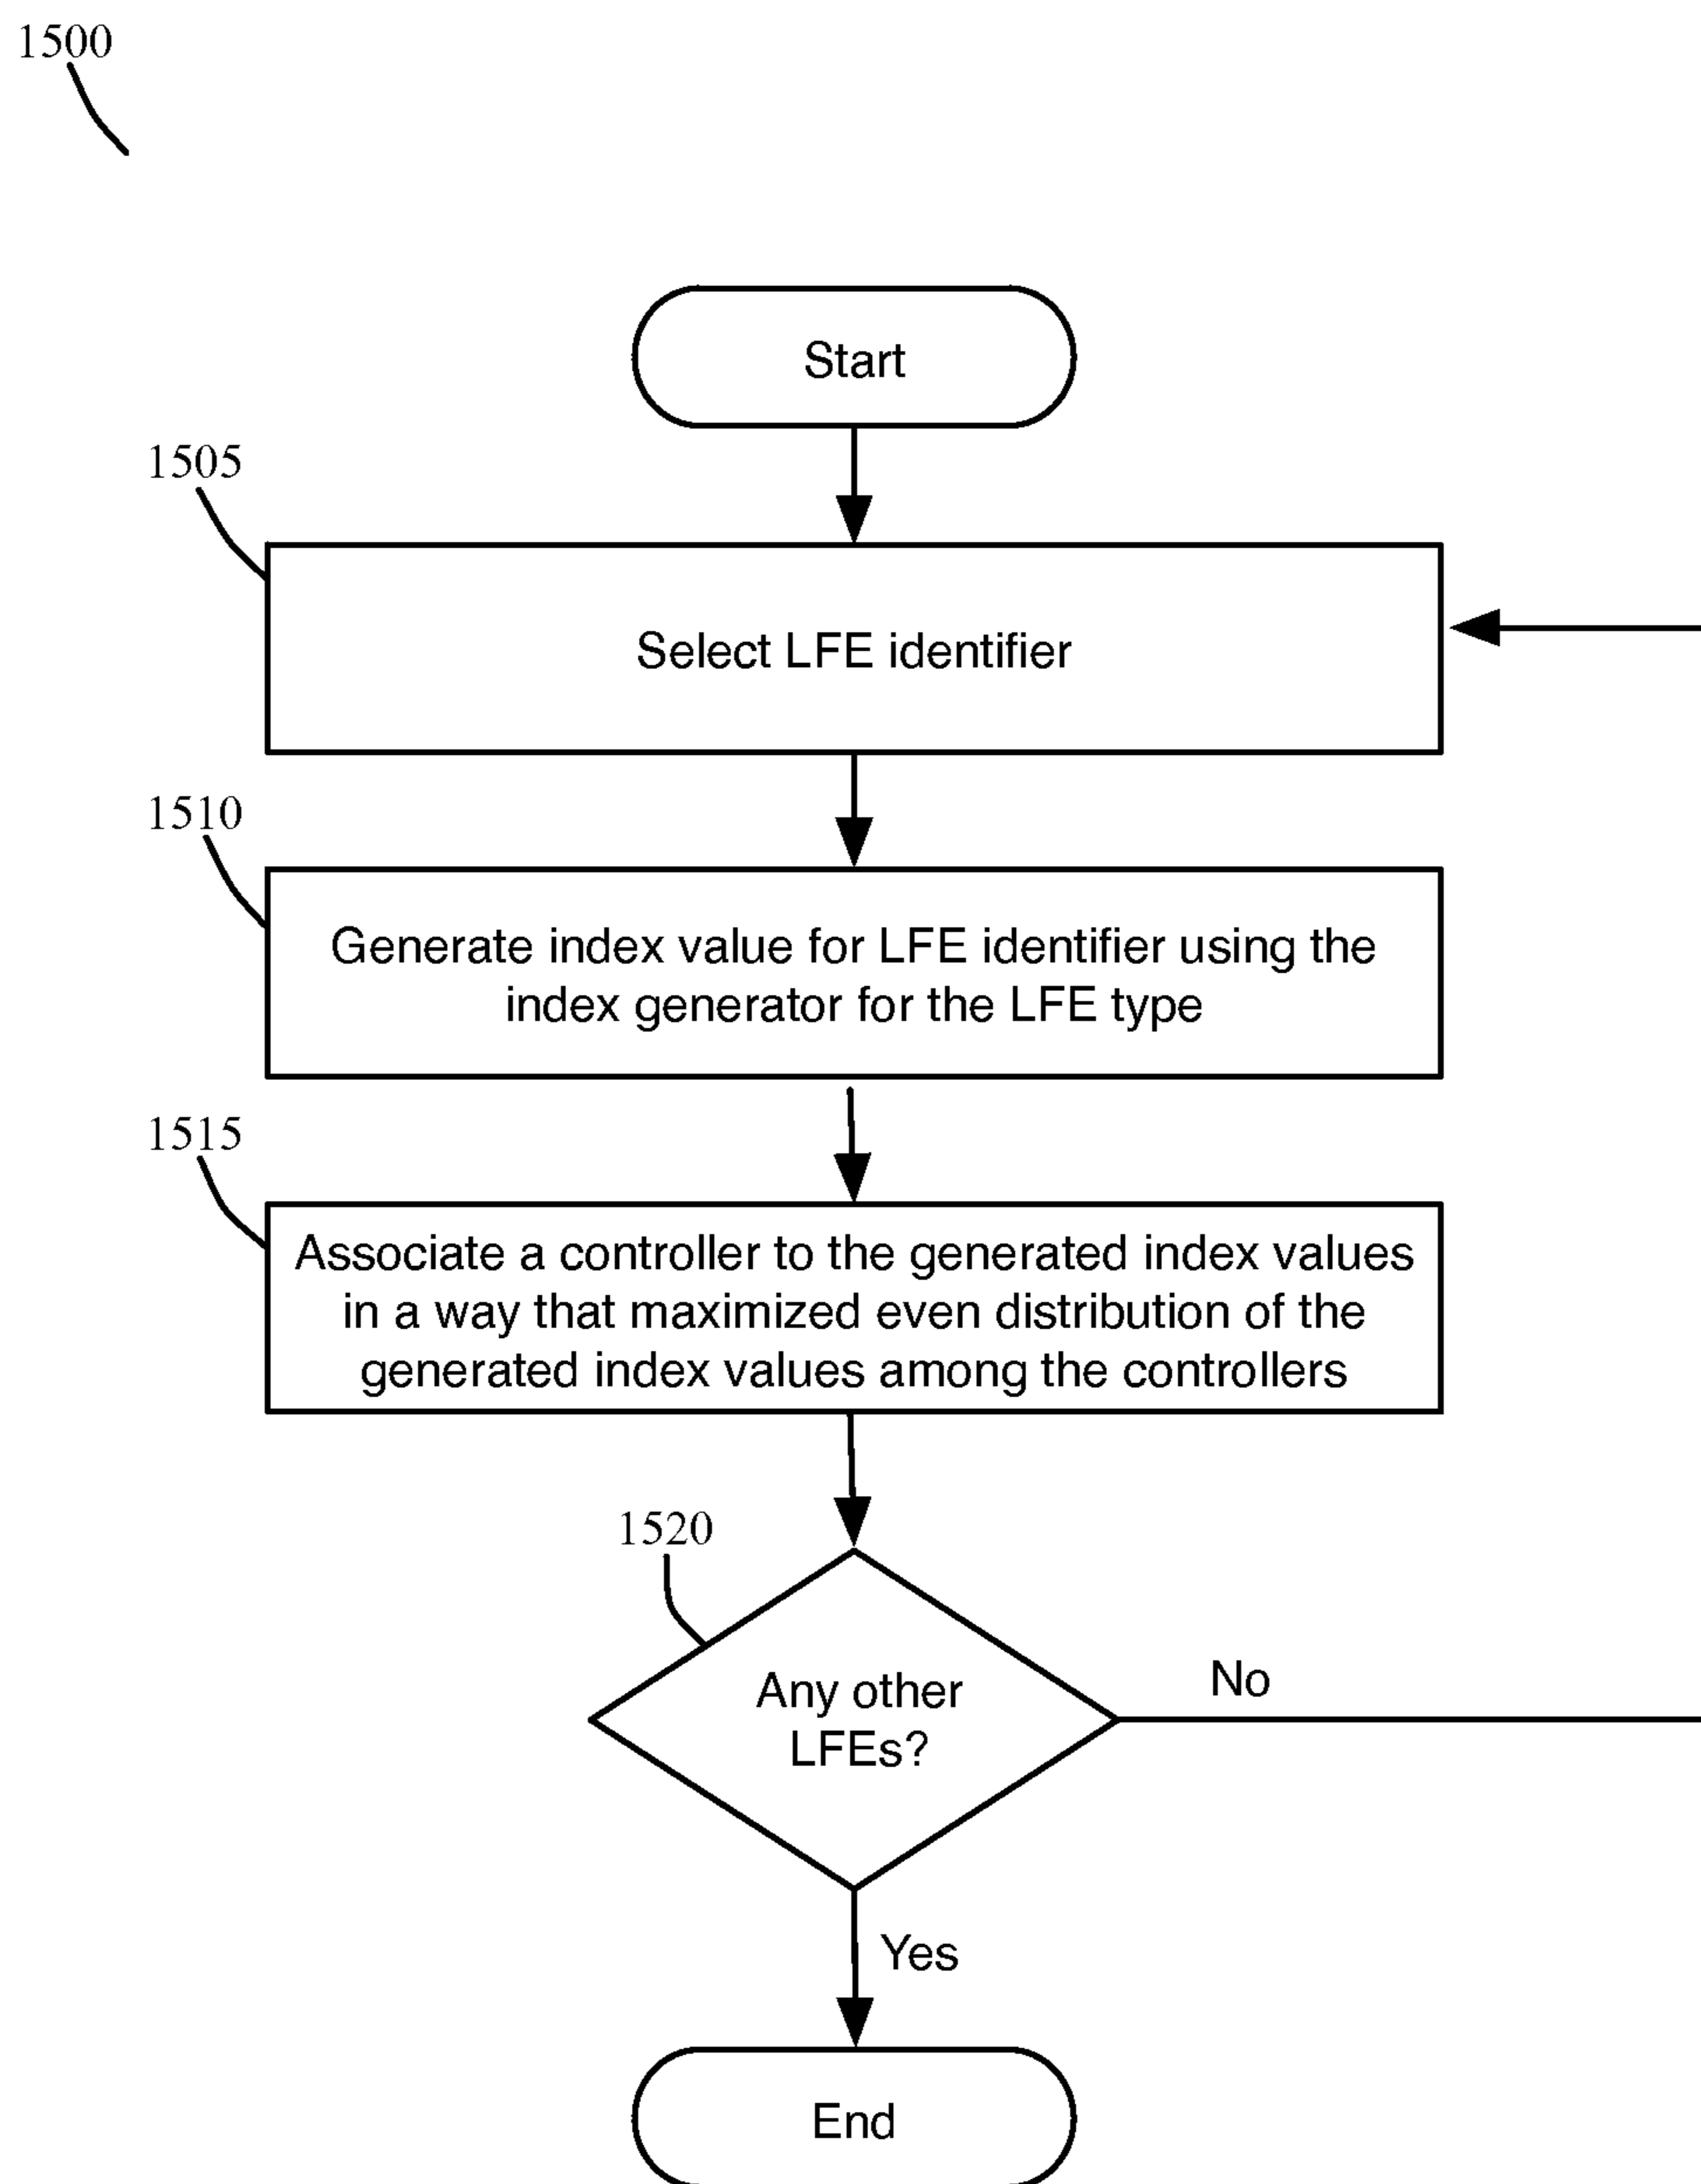 1500
Start
1505
Select LFE identifier
1510
Generate index value for LFE identifier using the
index generator for the LFE type
1515
Associate a controller to the generated index values
in a way that maximized even distribution of the
generated index values among the controllers
1520
Any other
LFEs?
No
Yes
End